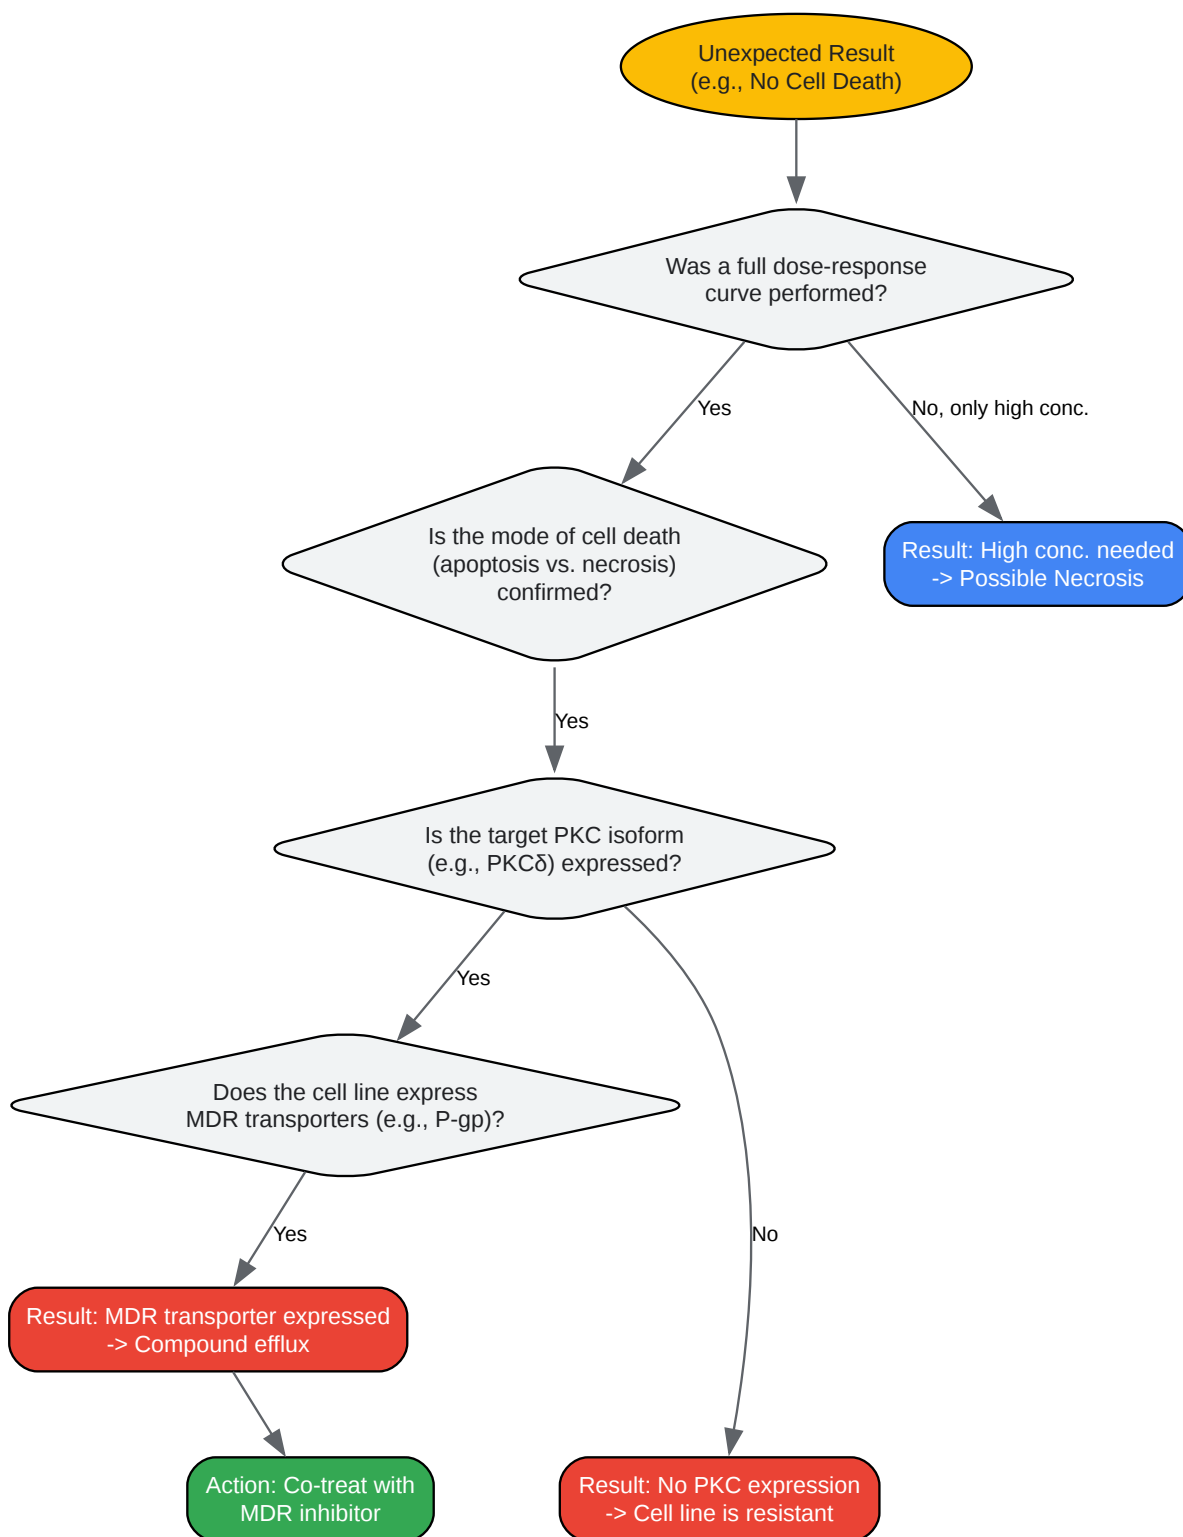 Unexpected Result
(e.g., No Cell Death)
Was a full dose-response
curve performed?
Yes
No, only high conc.
Is the mode of cell death
(apoptosis vs. necrosis)
confirmed?
Result: High conc. needed
-> Possible Necrosis
Yes
Is the target PKC isoform
(e.g., PKCδ) expressed?
Yes
Does the cell line express
MDR transporters (e.g., P-gp)?
Yes
No
Result: MDR transporter expressed
-> Compound efflux
Action: Co-treat with
MDR inhibitor
Result: No PKC expression
-> Cell line is resistant